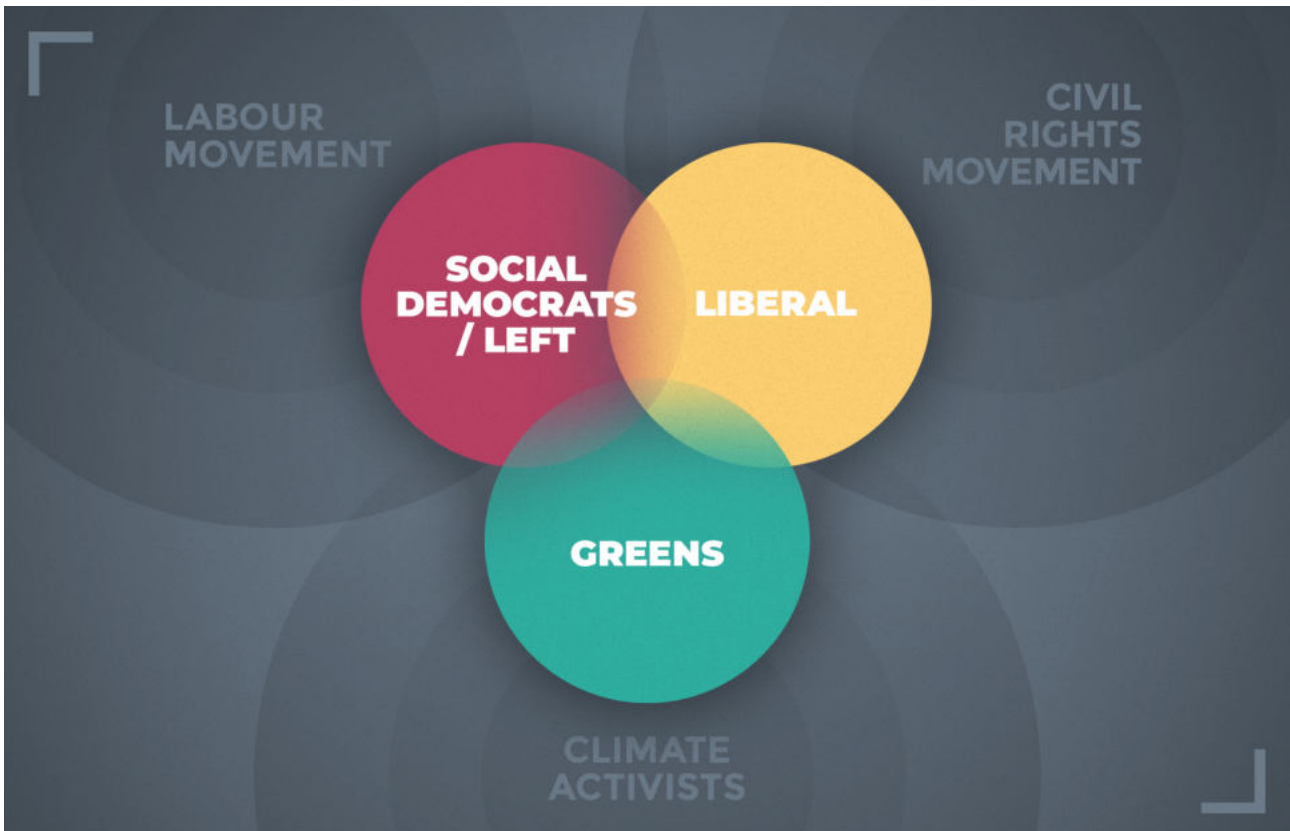 LABOUR
MOVEMENT
CIVIL
RIGHTS
MOVEMENT
SOCIAL
DEMOCRATS
/ LEFT
LIBERAL
GREENS
CLIMATE
ACTIVISTS